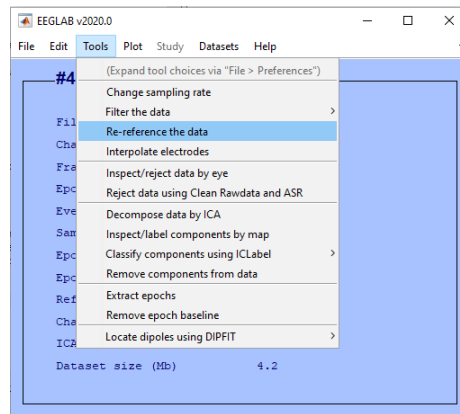 EEGLAB v2020.0
File Edit Tools Plot Study Datasets Help
#4
(Expand tool choices via "File > Preferences")
Change sampling rate
Filter the data
Re-reference the data
Interpolate electrodes
Inspect/reject data by eye
Reject data using Clean Rawdata and ASR
Decompose data by ICA
Inspect/label components by map
Classify components using ICLabel
Remove components from data
Extract epochs
Remove epoch baseline
Locate dipoles using DIPFIT
Fil
Cha
Fra
Epo
Eve
Sam
Epo
Epo
Ref
Cha
ICA
Dataset size (Mb) 4.2